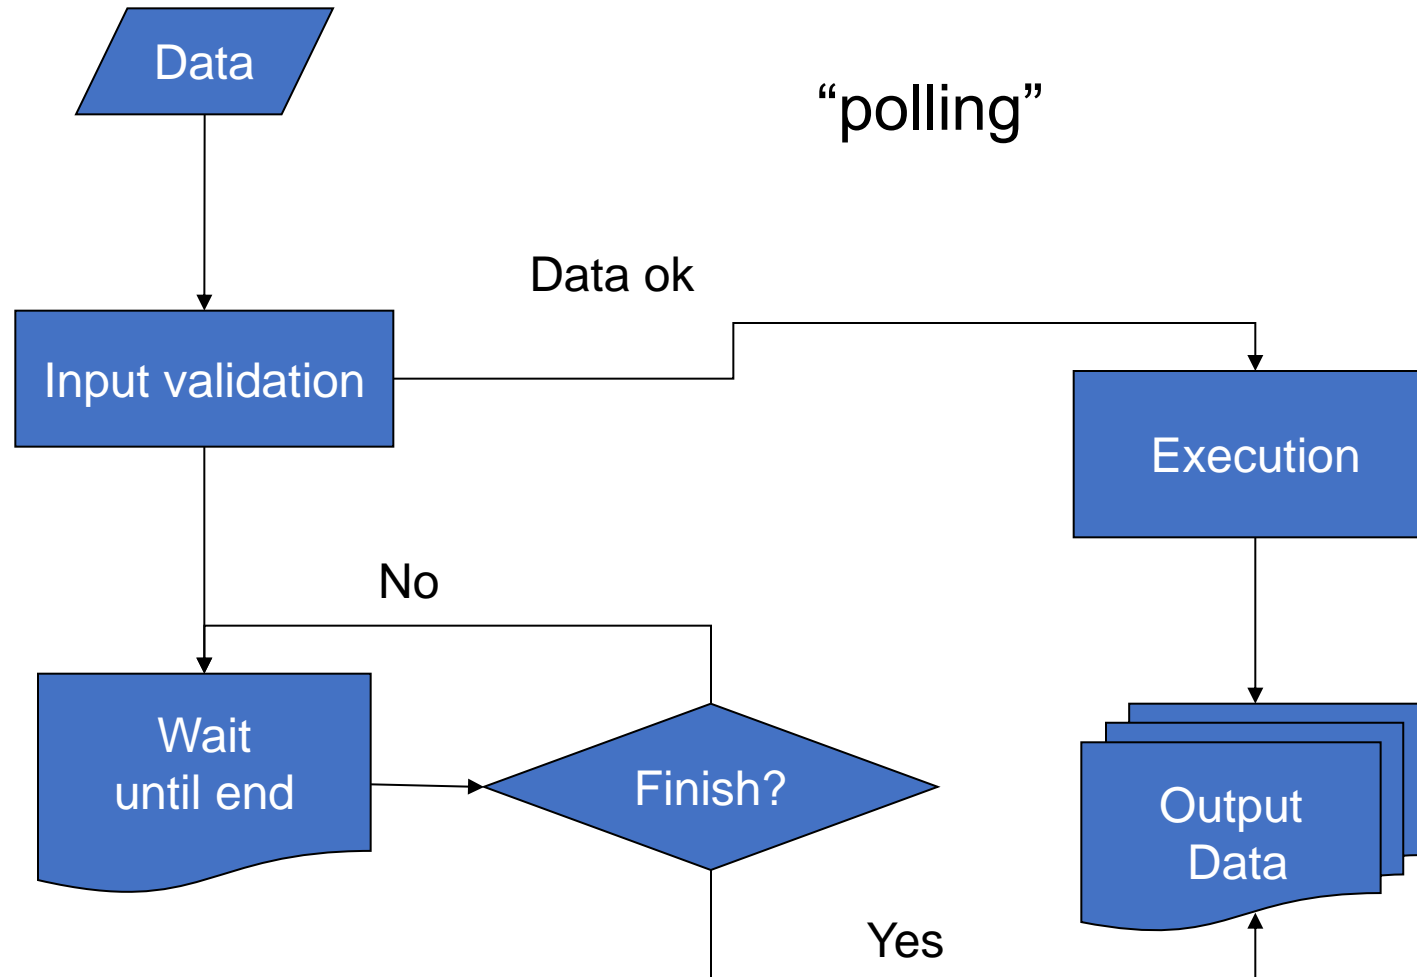 Data
“polling”
Data ok
Input validation
Execution
No
Wait
until end
Finish?
Output
Data
Yes